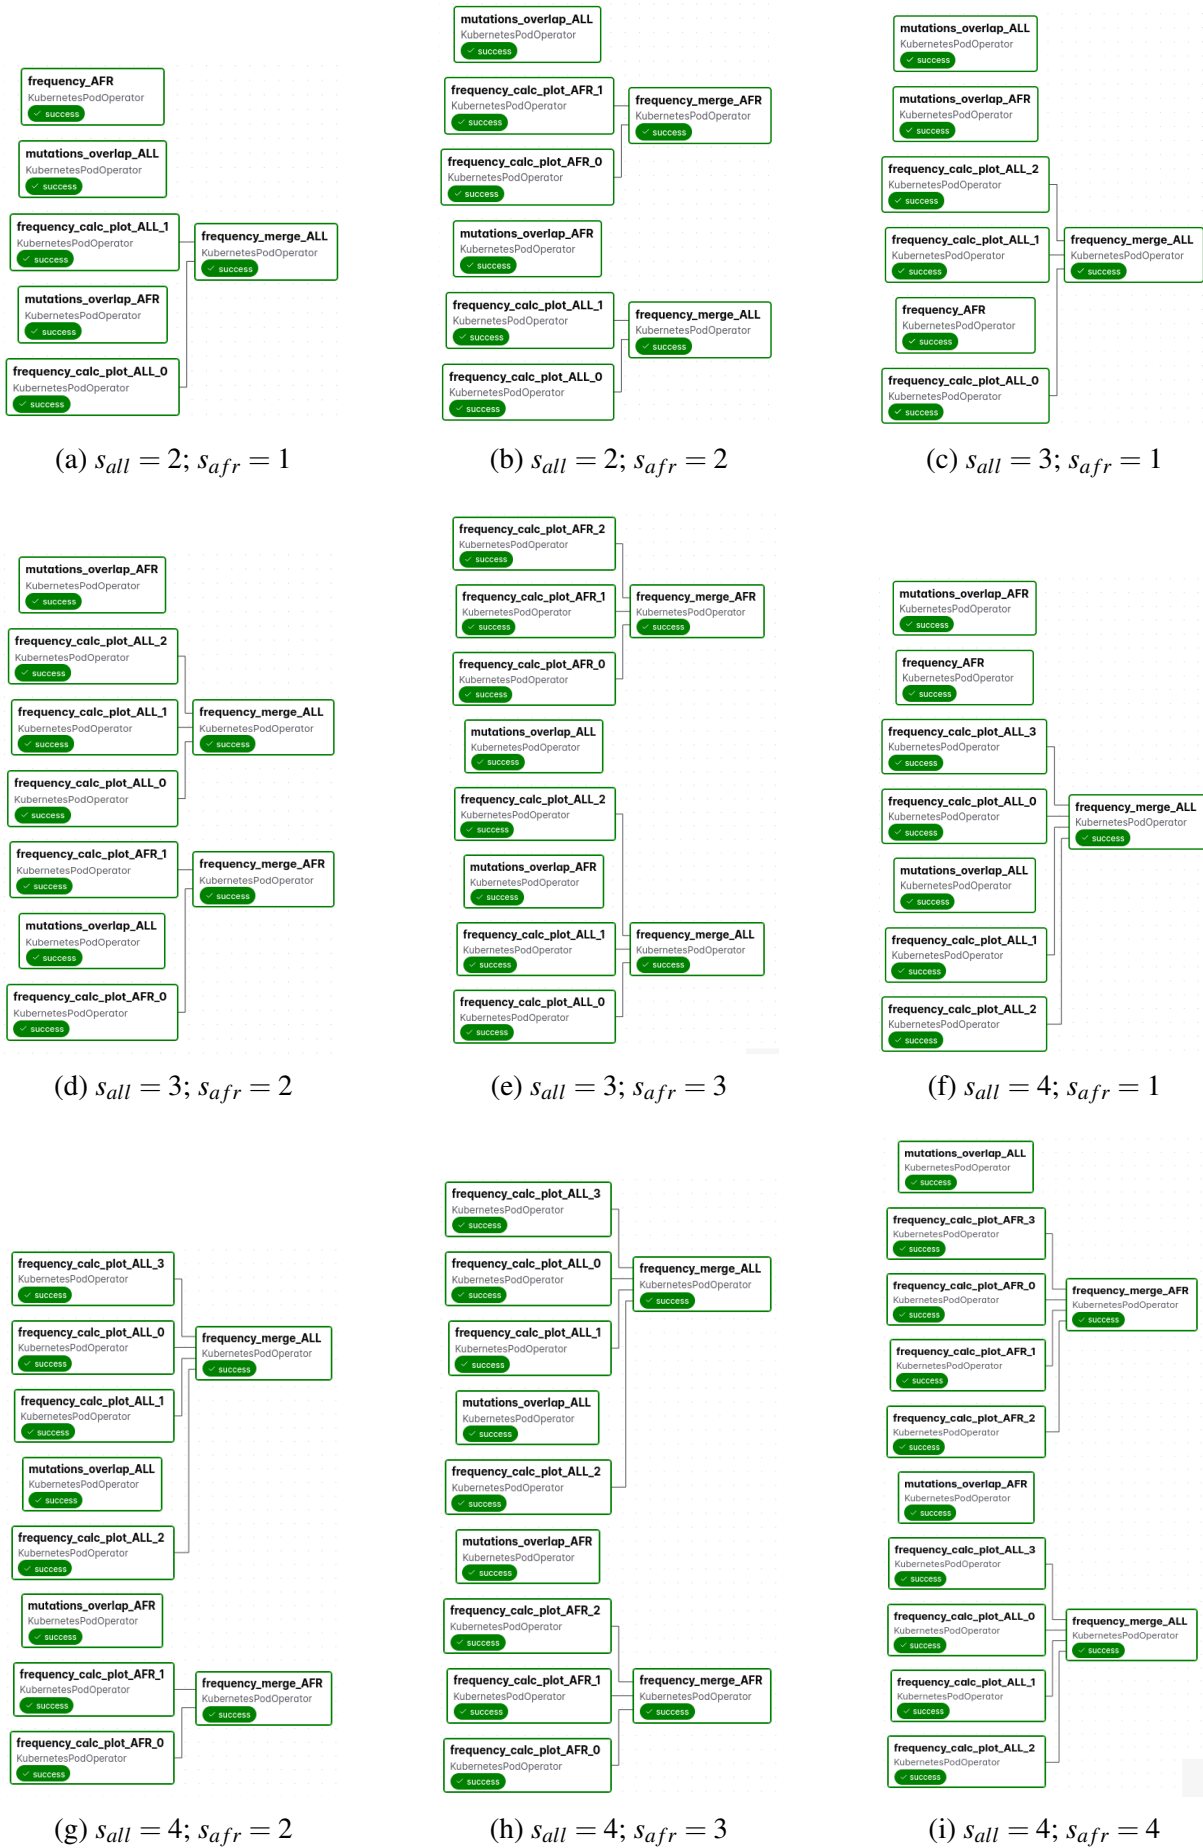 frequency_AFR
KubernetesPodOperator
✓ success
mutations_overlap_ALL
KubernetesPodOperator
✓ success
frequency_calc_plot_ALL_1
KubernetesPodOperator
✓ success
frequency_merge_ALL
KubernetesPodOperator
✓ success
mutations_overlap_AFR
KubernetesPodOperator
✓ success
frequency_calc_plot_ALL_0
KubernetesPodOperator
✓ success
(a) s_all = 2; s_afr = 1
mutations_overlap_ALL
KubernetesPodOperator
✓ success
frequency_calc_plot_AFR_1
KubernetesPodOperator
✓ success
frequency_merge_AFR
KubernetesPodOperator
✓ success
frequency_calc_plot_AFR_0
KubernetesPodOperator
✓ success
mutations_overlap_AFR
KubernetesPodOperator
✓ success
frequency_calc_plot_ALL_1
KubernetesPodOperator
✓ success
frequency_merge_ALL
KubernetesPodOperator
✓ success
frequency_calc_plot_ALL_0
KubernetesPodOperator
✓ success
(b) s_all = 2; s_afr = 2
mutations_overlap_ALL
KubernetesPodOperator
✓ success
mutations_overlap_AFR
KubernetesPodOperator
✓ success
frequency_calc_plot_ALL_2
KubernetesPodOperator
✓ success
frequency_calc_plot_ALL_1
KubernetesPodOperator
✓ success
frequency_merge_ALL
KubernetesPodOperator
✓ success
frequency_AFR
KubernetesPodOperator
✓ success
frequency_calc_plot_ALL_0
KubernetesPodOperator
✓ success
(c) s_all = 3; s_afr = 1
mutations_overlap_AFR
KubernetesPodOperator
✓ success
frequency_calc_plot_ALL_2
KubernetesPodOperator
✓ success
frequency_calc_plot_ALL_1
KubernetesPodOperator
✓ success
frequency_merge_ALL
KubernetesPodOperator
✓ success
frequency_calc_plot_ALL_0
KubernetesPodOperator
✓ success
frequency_calc_plot_AFR_1
KubernetesPodOperator
✓ success
frequency_merge_AFR
KubernetesPodOperator
✓ success
mutations_overlap_ALL
KubernetesPodOperator
✓ success
frequency_calc_plot_AFR_0
KubernetesPodOperator
✓ success
(d) s_all = 3; s_afr = 2
frequency_calc_plot_AFR_2
KubernetesPodOperator
✓ success
frequency_calc_plot_AFR_1
KubernetesPodOperator
✓ success
frequency_merge_AFR
KubernetesPodOperator
✓ success
frequency_calc_plot_AFR_0
KubernetesPodOperator
✓ success
mutations_overlap_ALL
KubernetesPodOperator
✓ success
frequency_calc_plot_ALL_2
KubernetesPodOperator
✓ success
mutations_overlap_AFR
KubernetesPodOperator
✓ success
frequency_calc_plot_ALL_1
KubernetesPodOperator
✓ success
frequency_merge_ALL
KubernetesPodOperator
✓ success
frequency_calc_plot_ALL_0
KubernetesPodOperator
✓ success
(e) s_all = 3; s_afr = 3
mutations_overlap_AFR
KubernetesPodOperator
✓ success
frequency_AFR
KubernetesPodOperator
✓ success
frequency_calc_plot_ALL_3
KubernetesPodOperator
✓ success
frequency_calc_plot_ALL_0
KubernetesPodOperator
✓ success
frequency_merge_ALL
KubernetesPodOperator
✓ success
mutations_overlap_ALL
KubernetesPodOperator
✓ success
frequency_calc_plot_ALL_1
KubernetesPodOperator
✓ success
frequency_calc_plot_ALL_2
KubernetesPodOperator
✓ success
(f) s_all = 4; s_afr = 1
frequency_calc_plot_ALL_3
KubernetesPodOperator
✓ success
frequency_calc_plot_ALL_0
KubernetesPodOperator
✓ success
frequency_merge_ALL
KubernetesPodOperator
✓ success
frequency_calc_plot_ALL_1
KubernetesPodOperator
✓ success
mutations_overlap_ALL
KubernetesPodOperator
✓ success
frequency_calc_plot_ALL_2
KubernetesPodOperator
✓ success
mutations_overlap_AFR
KubernetesPodOperator
✓ success
frequency_calc_plot_AFR_1
KubernetesPodOperator
✓ success
frequency_merge_AFR
KubernetesPodOperator
✓ success
frequency_calc_plot_AFR_0
KubernetesPodOperator
✓ success
(g) s_all = 4; s_afr = 2
frequency_calc_plot_ALL_3
KubernetesPodOperator
✓ success
frequency_calc_plot_ALL_0
KubernetesPodOperator
✓ success
frequency_merge_ALL
KubernetesPodOperator
✓ success
frequency_calc_plot_ALL_1
KubernetesPodOperator
✓ success
mutations_overlap_ALL
KubernetesPodOperator
✓ success
frequency_calc_plot_ALL_2
KubernetesPodOperator
✓ success
mutations_overlap_AFR
KubernetesPodOperator
✓ success
frequency_calc_plot_AFR_2
KubernetesPodOperator
✓ success
frequency_calc_plot_AFR_1
KubernetesPodOperator
✓ success
frequency_merge_AFR
KubernetesPodOperator
✓ success
frequency_calc_plot_AFR_0
KubernetesPodOperator
✓ success
(h) s_all = 4; s_afr = 3
mutations_overlap_ALL
KubernetesPodOperator
✓ success
frequency_calc_plot_AFR_3
KubernetesPodOperator
✓ success
frequency_calc_plot_AFR_0
KubernetesPodOperator
✓ success
frequency_merge_AFR
KubernetesPodOperator
✓ success
frequency_calc_plot_AFR_1
KubernetesPodOperator
✓ success
frequency_calc_plot_AFR_2
KubernetesPodOperator
✓ success
mutations_overlap_AFR
KubernetesPodOperator
✓ success
frequency_calc_plot_ALL_3
KubernetesPodOperator
✓ success
frequency_calc_plot_ALL_0
KubernetesPodOperator
✓ success
frequency_merge_ALL
KubernetesPodOperator
✓ success
frequency_calc_plot_ALL_1
KubernetesPodOperator
✓ success
frequency_calc_plot_ALL_2
KubernetesPodOperator
✓ success
(i) s_all = 4; s_afr = 4